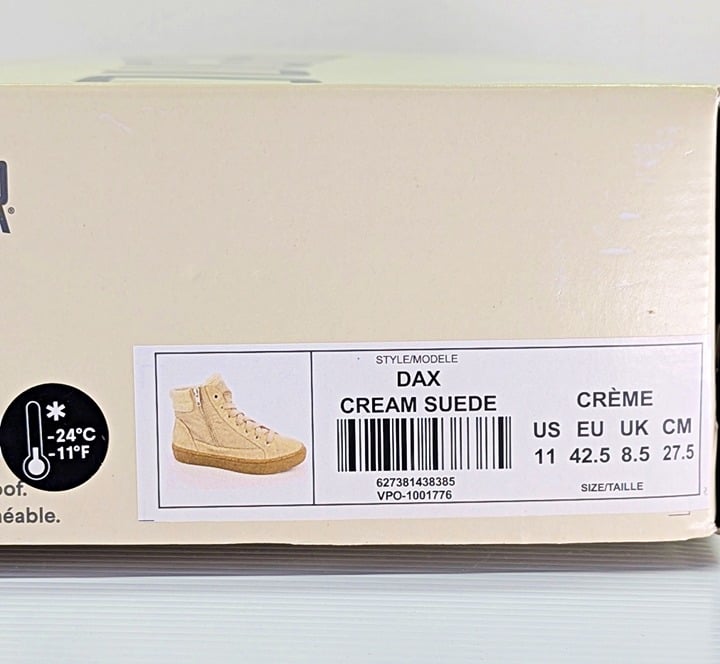 R®
*
-24°C
-11°F
oof.
méable.
STYLE/MODELE
DAX
CREAM SUEDE
627381438385
VPO-1001776
CRÈME
US EU UK CM
11 42.5 8.5 27.5
SIZE/TAILLE